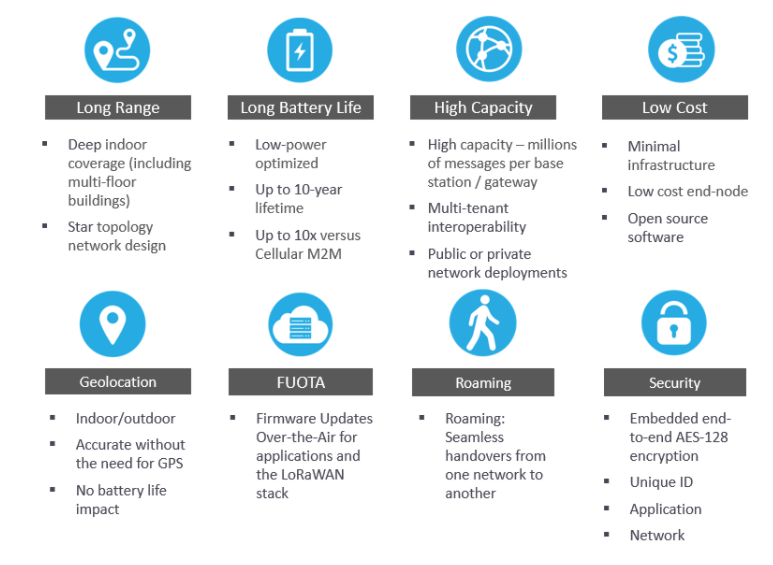 Long Range
Deep indoor
coverage (including
multi-floor
buildings)
Star topology
network design
Long Battery Life
Low-power
optimized
Up to 10-year
lifetime
Up to 10x versus
Cellular M2M
High Capacity
High capacity – millions
of messages per base
station / gateway
Multi-tenant
interoperability
Public or private
network deployments
$
Low Cost
Minimal
infrastructure
Low cost end-node
Open source
software
Geolocation
Indoor/outdoor
Accurate without
the need for GPS
No battery life
impact
FUOTA
Firmware Updates
Over-the-Air for
applications and
the LoRaWAN
stack
Roaming
Roaming:
Seamless
handovers from
one network to
another
Security
Embedded end-
to-end AES-128
encryption
Unique ID
Application
Network